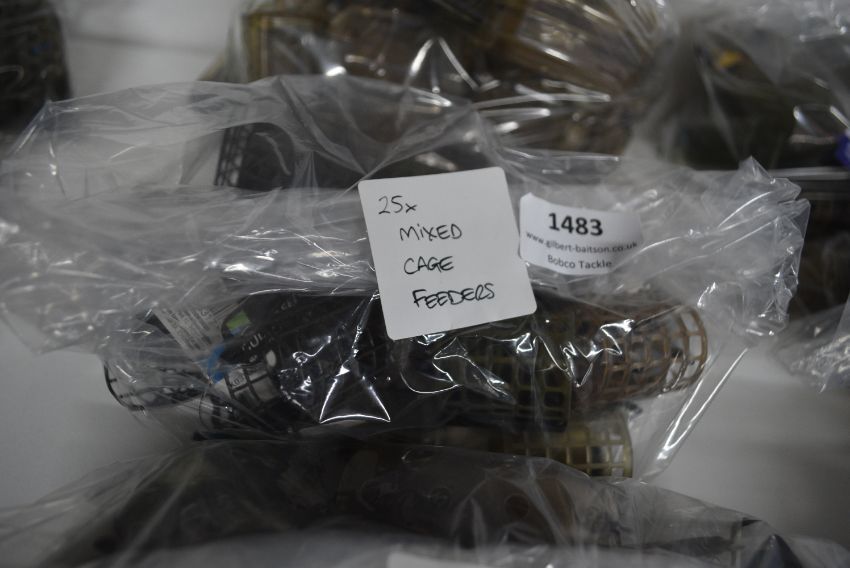 25x
MIXED
CAGE
FEEDERS
1483
www.gilbert-baitson.co.uk
Bobco Tackle